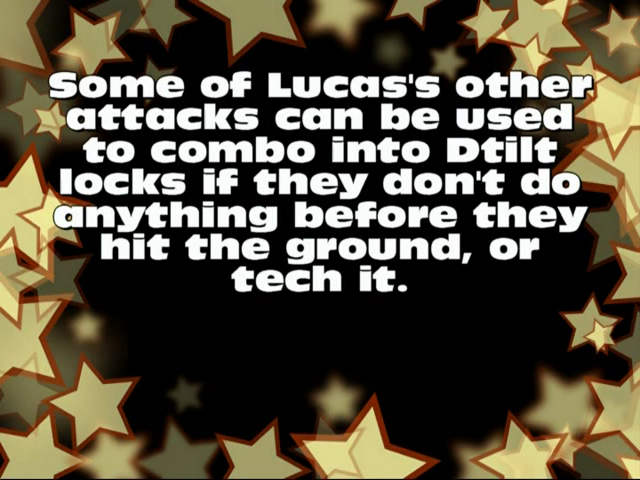 Some of Lucas's other
attacks can be used
to combo into Dtilt
locks if they don't do
anything before they
hit the ground, or
tech it.